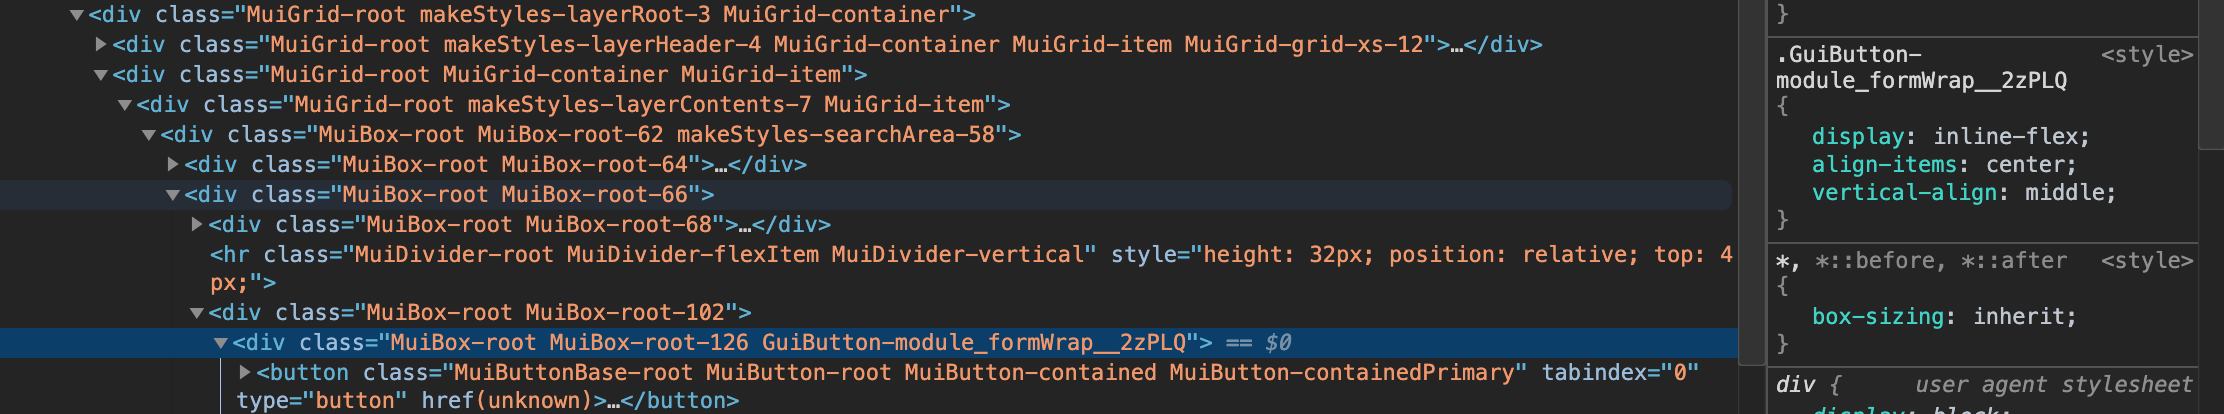 ▼<div class="MuiGrid-root makeStyles-layerRoot-3 MuiGrid-container">
▶<div class="MuiGrid-root makeStyles-layerHeader-4 MuiGrid-container MuiGrid-item MuiGrid-grid-xs-12">…</div>
▼<div class="MuiGrid-root MuiGrid-container MuiGrid-item">
▼<div class="MuiGrid-root makeStyles-layerContents-7 MuiGrid-item">
▼<div class="MuiBox-root MuiBox-root-62 makeStyles-searchArea-58">
▶<div class="MuiBox-root MuiBox-root-64">…</div>
▼<div class="MuiBox-root MuiBox-root-66">
▶<div class="MuiBox-root MuiBox-root-68">…</div>
<hr class="MuiDivider-root MuiDivider-flexItem MuiDivider-vertical" style="height: 32px; position: relative; top: 4
px;">
▼<div class="MuiBox-root MuiBox-root-102">
▼<div class="MuiBox-root MuiBox-root-126 GuiButton-module_formWrap__2zPLQ"> == $0
▶<button class="MuiButtonBase-root MuiButton-root MuiButton-contained MuiButton-containedPrimary" tabindex="0"
type="button" href(unknown)>…</button>
}
.GuiButton- <style>
module_formWrap__2zPLQ
{
display: inline-flex;
align-items: center;
vertical-align: middle;
}
*, *::before, *::after <style>
{
box-sizing: inherit;
}
div { user agent stylesheet
display: block;